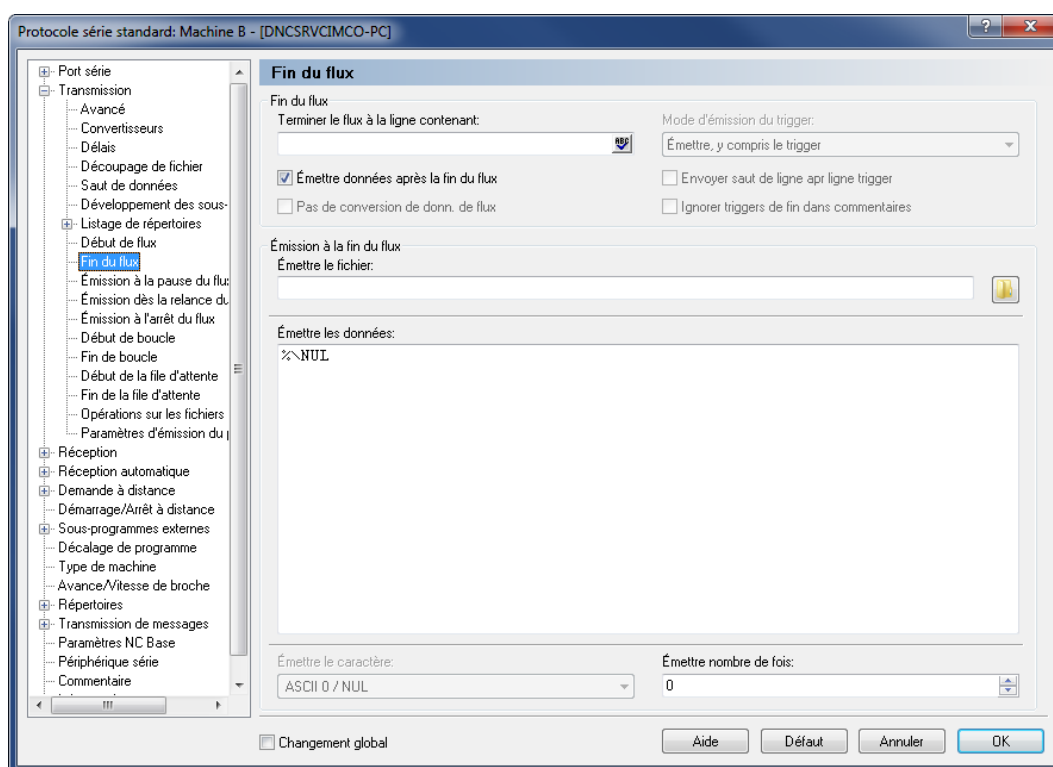 Protocole série standard: Machine B - [DNCSRVCIMCO-PC]
Port série
Transmission
Avancé
Convertisseurs
Délais
Découpage de fichier
Saut de données
Développement des sous-
Listage de répertoires
Début de flux
Fin du flux
Émission à la pause du flux
Émission dès la relance du
Émission à l'arrêt du flux
Début de boucle
Fin de boucle
Début de la file d'attente
Fin de la file d'attente
Opérations sur les fichiers
Paramètres d'émission du
Réception
Réception automatique
Demande à distance
Démarrage/Arrêt à distance
Sous-programmes externes
Décalage de programme
Type de machine
Avance/Vitesse de broche
Répertoires
Transmission de messages
Paramètres NC Base
Périphérique série
Commentaire
Fin du flux
Fin du flux
Terminer le flux à la ligne contenant:
ABC
Mode d'émission du trigger:
Émettre, y compris le trigger
Émettre données après la fin du flux
Envoyer saut de ligne apr ligne trigger
Pas de conversion de donn. de flux
Ignorer triggers de fin dans commentaires
Émission à la fin du flux
Émettre le fichier:
Émettre les données:
%\NUL
Émettre le caractère:
Émettre nombre de fois:
ASCII 0 / NUL
0
Changement global
Aide
Défaut
Annuler
OK